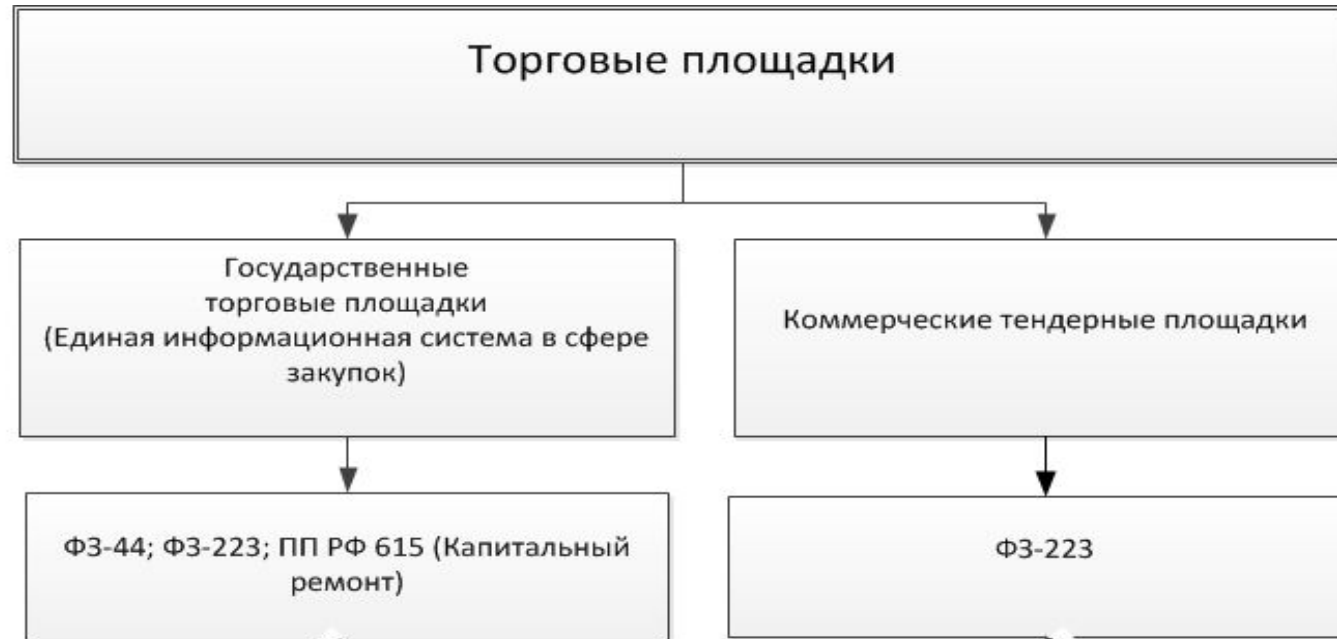 Торговые площадки
Государственные
торговые площадки
(Единая информационная система в сфере
закупок)
Коммерческие тендерные площадки
ФЗ-44; ФЗ-223; ПП РФ 615 (Капитальный
ремонт)
ФЗ-223